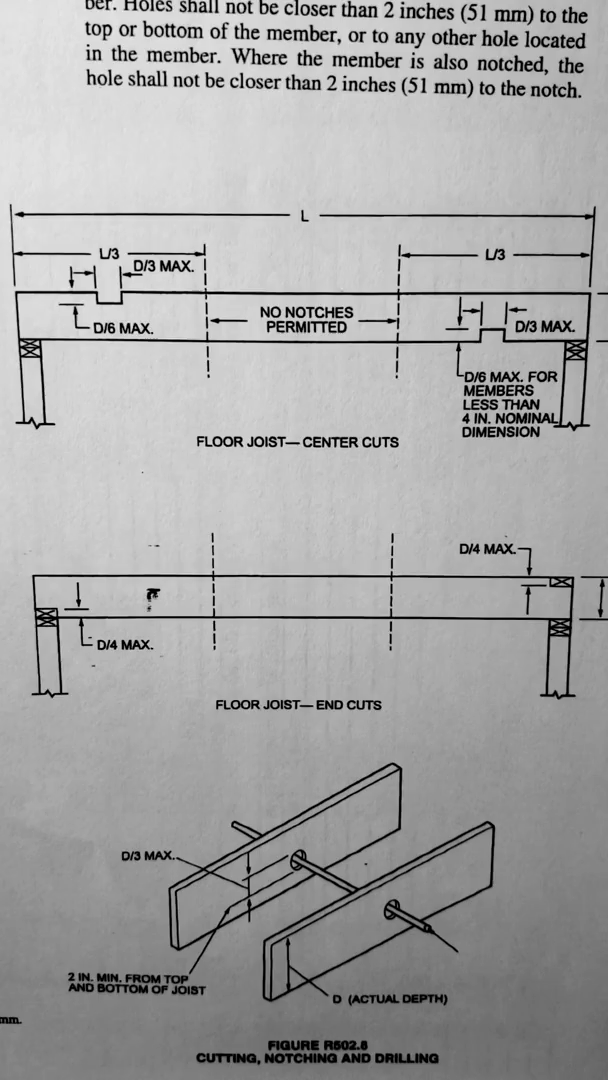 ber. Holes shall not be closer than 2 inches (51 mm) to the
top or bottom of the member, or to any other hole located
in the member. Where the member is also notched, the
hole shall not be closer than 2 inches (51 mm) to the notch.
L
L/3
L/3
D/3 MAX.
NO NOTCHES
PERMITTED
D/6 MAX.
D/3 MAX.
D/6 MAX. FOR
MEMBERS
LESS THAN
4 IN. NOMINAL
DIMENSION
FLOOR JOIST—CENTER CUTS
D/4 MAX.
D/4 MAX.
FLOOR JOIST—END CUTS
D/3 MAX.
2 IN. MIN. FROM TOP
AND BOTTOM OF JOIST
D (ACTUAL DEPTH)
mm.
FIGURE R502.8
CUTTING, NOTCHING AND DRILLING